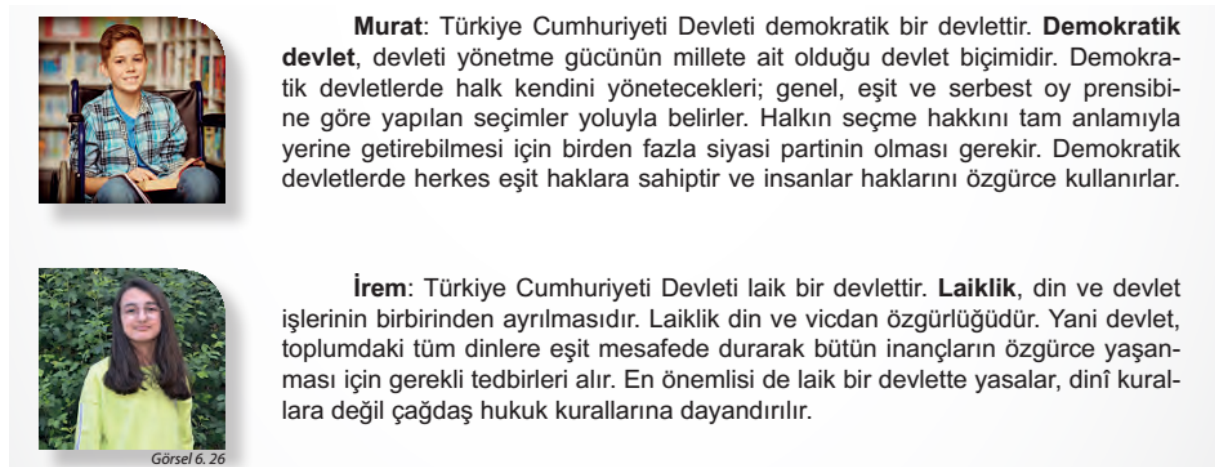 Murat: Türkiye Cumhuriyeti Devleti demokratik bir devlettir. Demokratik
devlet, devleti yönetme gücünün millete ait olduğu devlet biçimidir. Demokra-
tik devletlerde halk kendini yönetecekleri; genel, eşit ve serbest oy prensibi-
ne göre yapılan seçimler yoluyla belirler. Halkın seçme hakkını tam anlamıyla
yerine getirebilmesi için birden fazla siyasi partinin olması gerekir. Demokratik
devletlerde herkes eşit haklara sahiptir ve insanlar haklarını özgürce kullanırlar.
İrem: Türkiye Cumhuriyeti Devleti laik bir devlettir. Laiklik, din ve devlet
işlerinin birbirinden ayrılmasıdır. Laiklik din ve vicdan özgürlüğüdür. Yani devlet,
toplumdaki tüm dinlere eşit mesafede durarak bütün inançların özgürce yaşan-
ması için gerekli tedbirleri alır. En önemlisi de laik bir devlette yasalar, dinî kural-
lara değil çağdaş hukuk kurallarına dayandırılır.
Görsel 6. 26